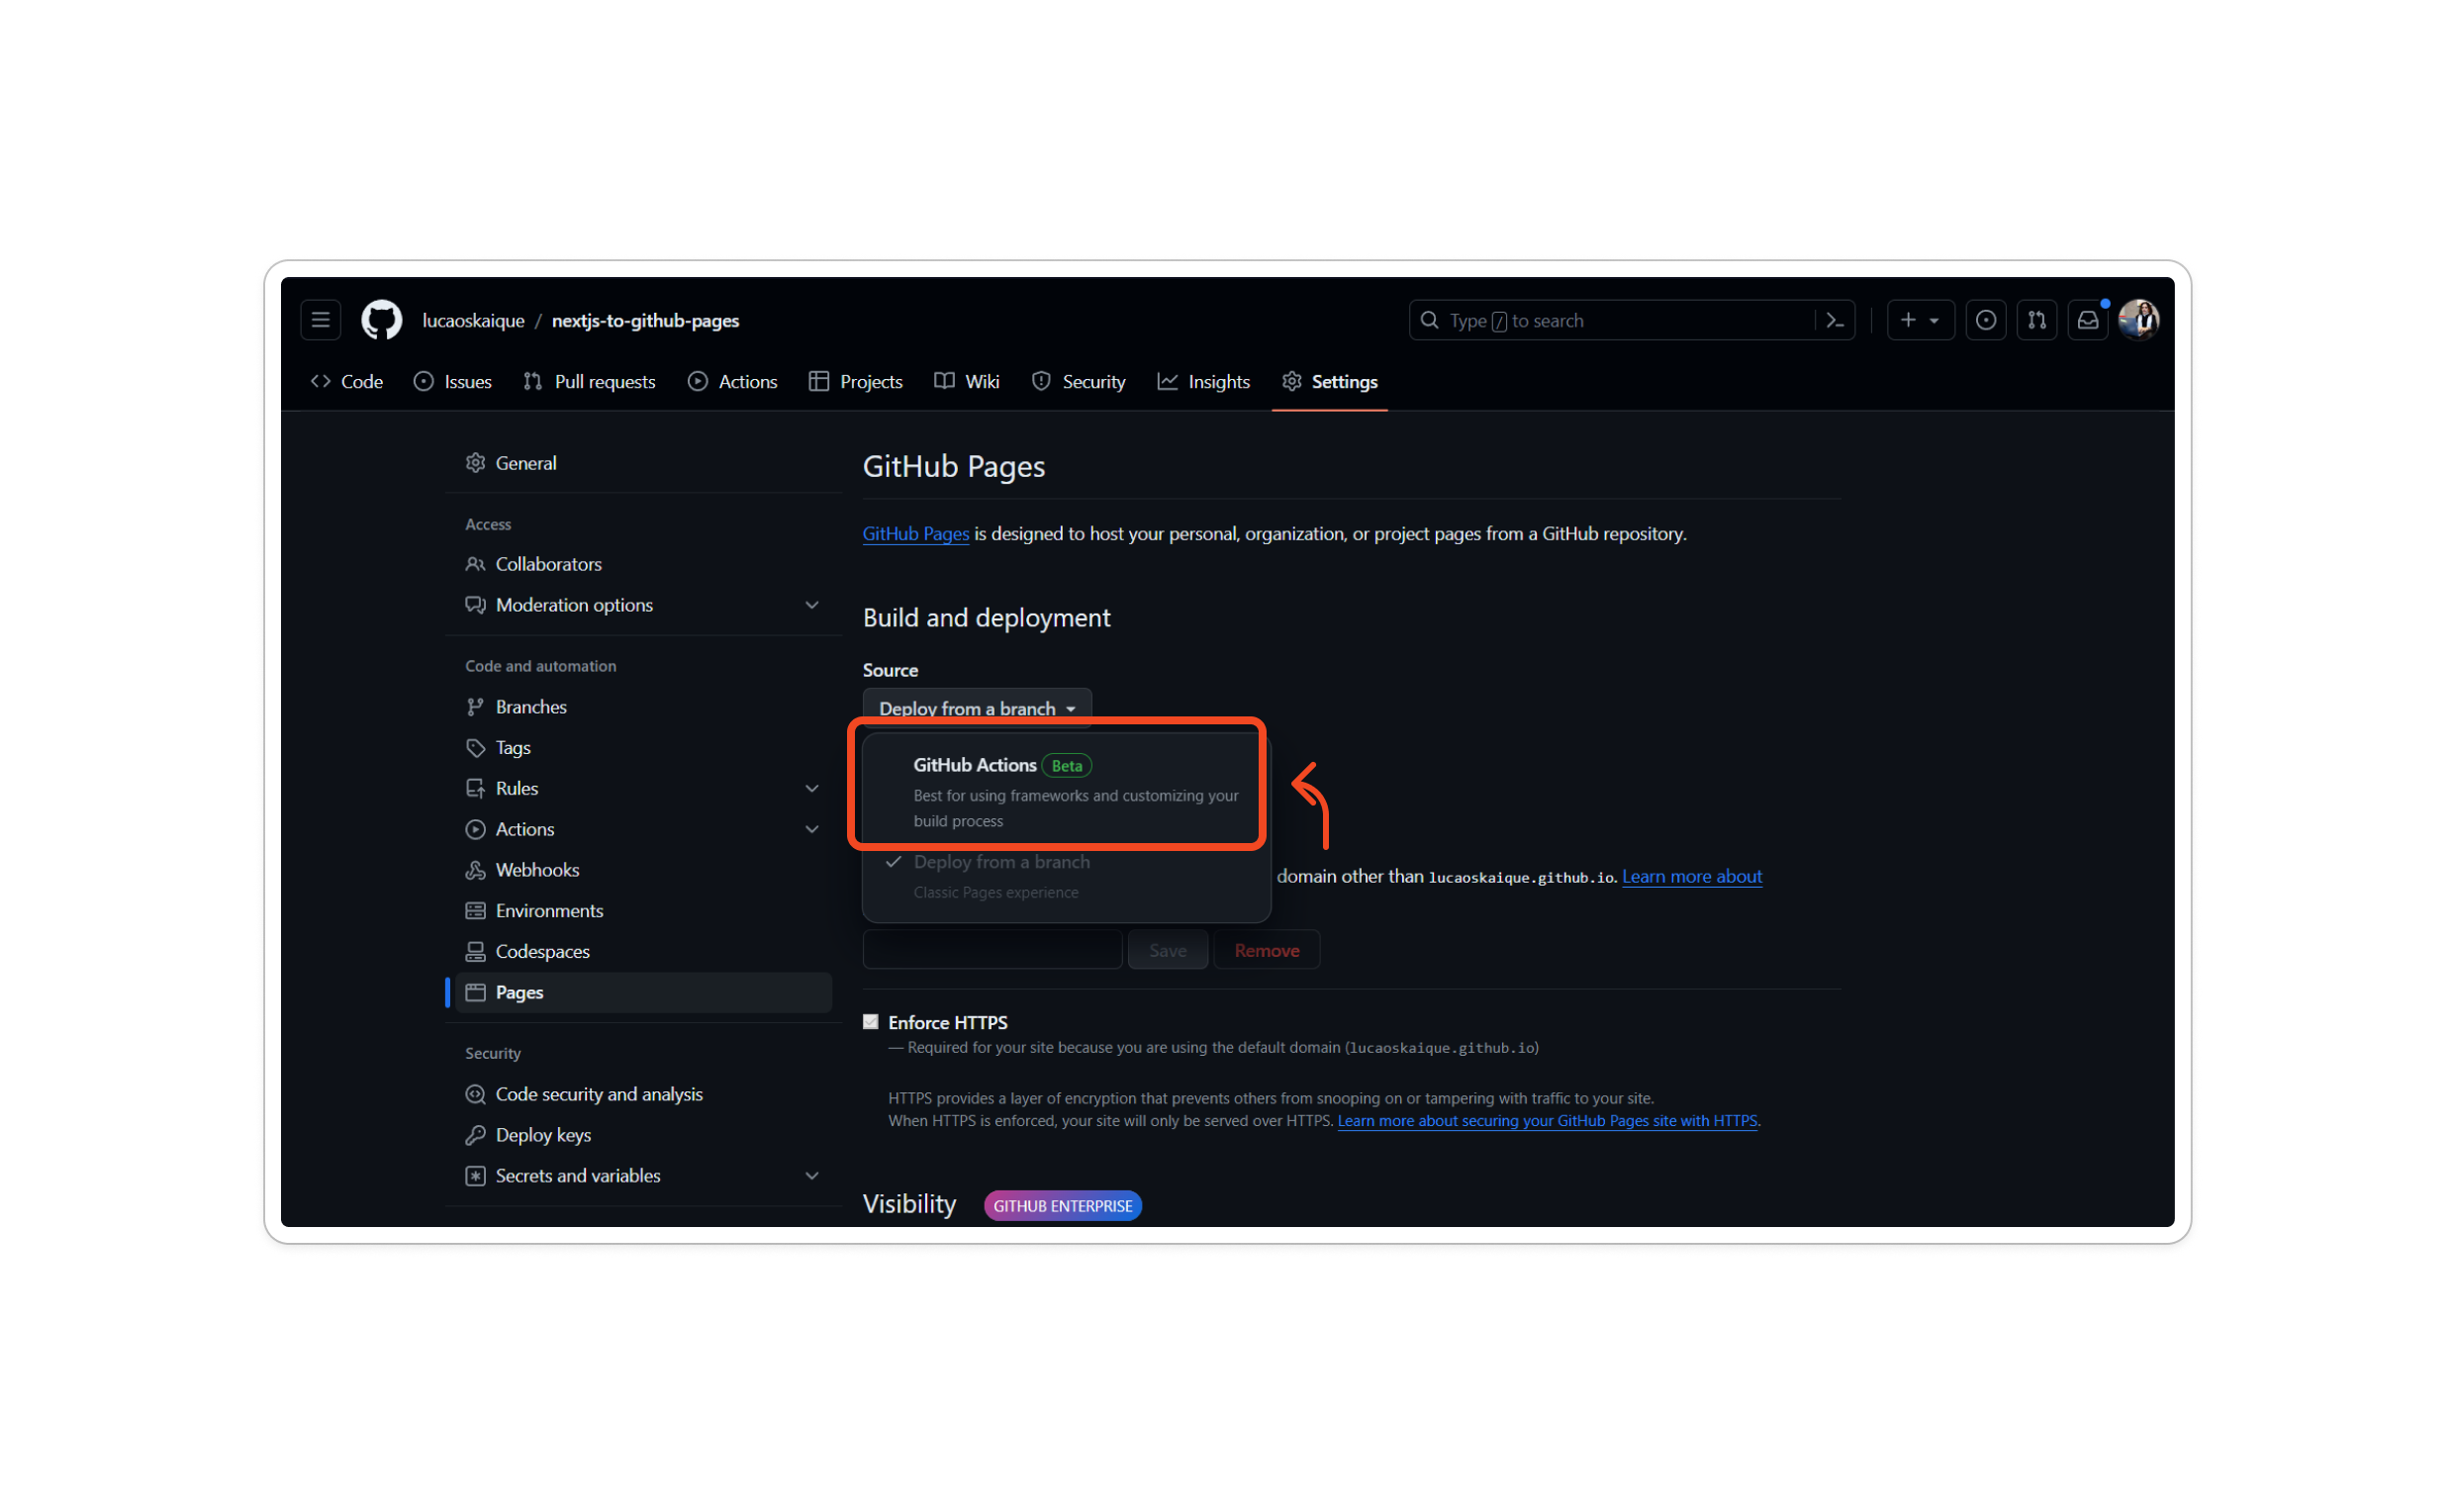 lucaoskaique / nextjs-to-github-pages
Type / to search
Code
Issues
Pull requests
Actions
Projects
Wiki
Security
Insights
Settings
General
Access
Collaborators
Moderation options
Code and automation
Branches
Tags
Rules
Actions
Webhooks
Environments
Codespaces
Pages
Security
Code security and analysis
Deploy keys
Secrets and variables
GitHub Pages
GitHub Pages is designed to host your personal, organization, or project pages from a GitHub repository.
Build and deployment
Source
Deploy from a branch
GitHub Actions Beta
Best for using frameworks and customizing your
build process
Deploy from a branch
Classic Pages experience
domain other than lucaoskaique.github.io. Learn more about
Save
Remove
Enforce HTTPS
— Required for your site because you are using the default domain (lucaoskaique.github.io)
HTTPS provides a layer of encryption that prevents others from snooping on or tampering with traffic to your site.
When HTTPS is enforced, your site will only be served over HTTPS. Learn more about securing your GitHub Pages site with HTTPS.
Visibility GITHUB ENTERPRISE